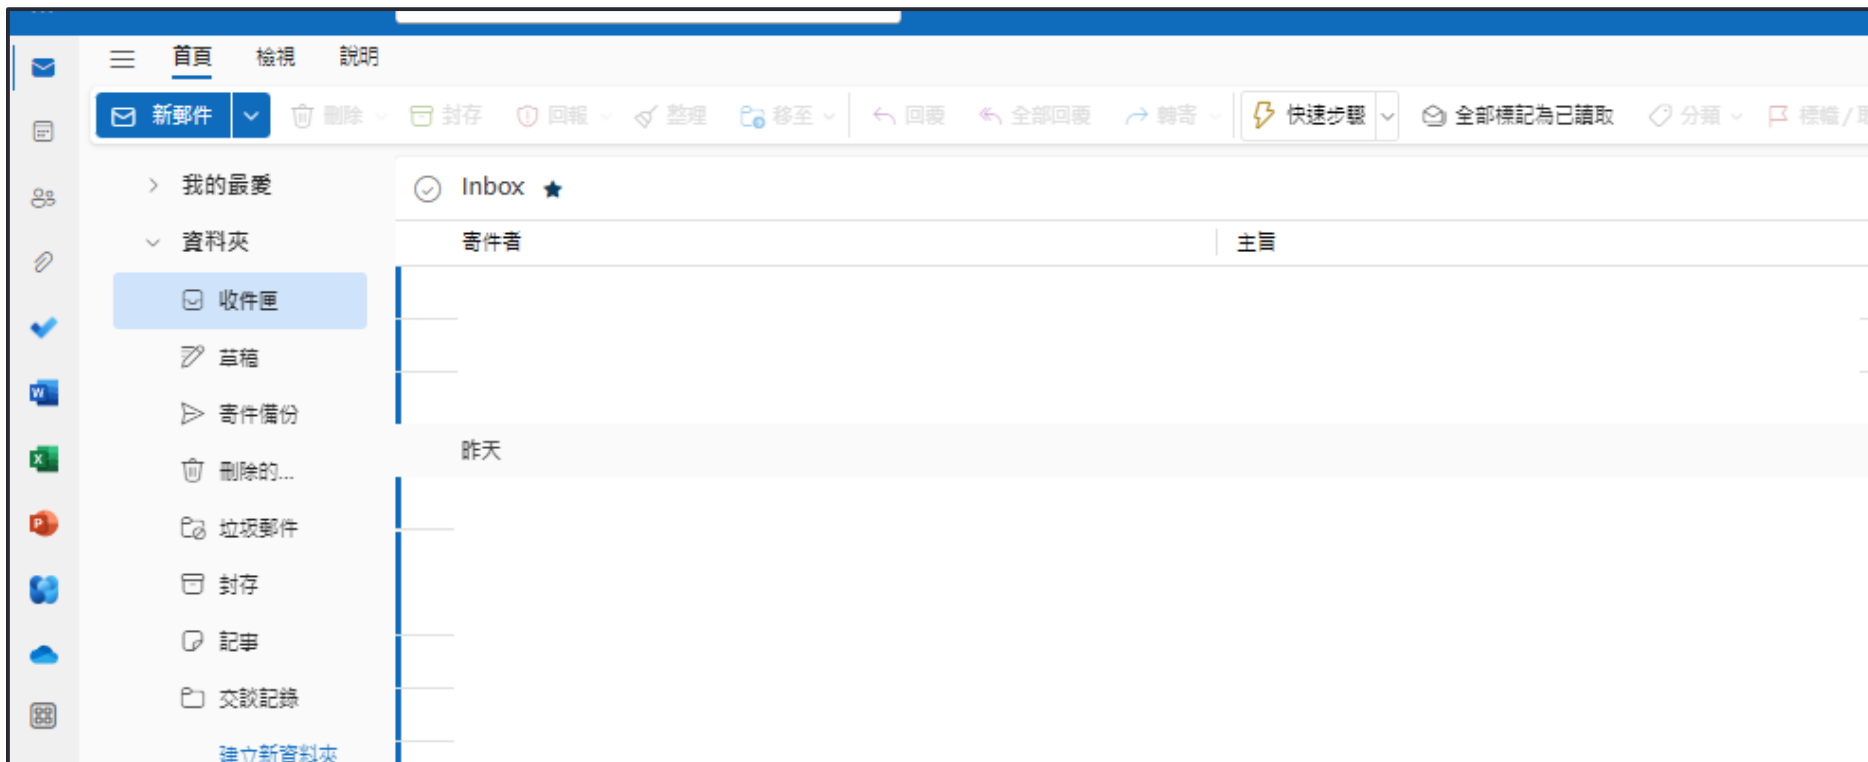 首頁 檢視 說明
新郵件 刪除 封存 回報 整理 移至 回覆 全部回覆 轉寄 快速步驟 全部標記為已讀取 分類 標幟 /
我的最愛
Inbox
資料夾
寄件者 主旨
收件匣
草稿
寄件備份
昨天
刪除的...
垃圾郵件
封存
記事
交談記錄
建立新資料夾